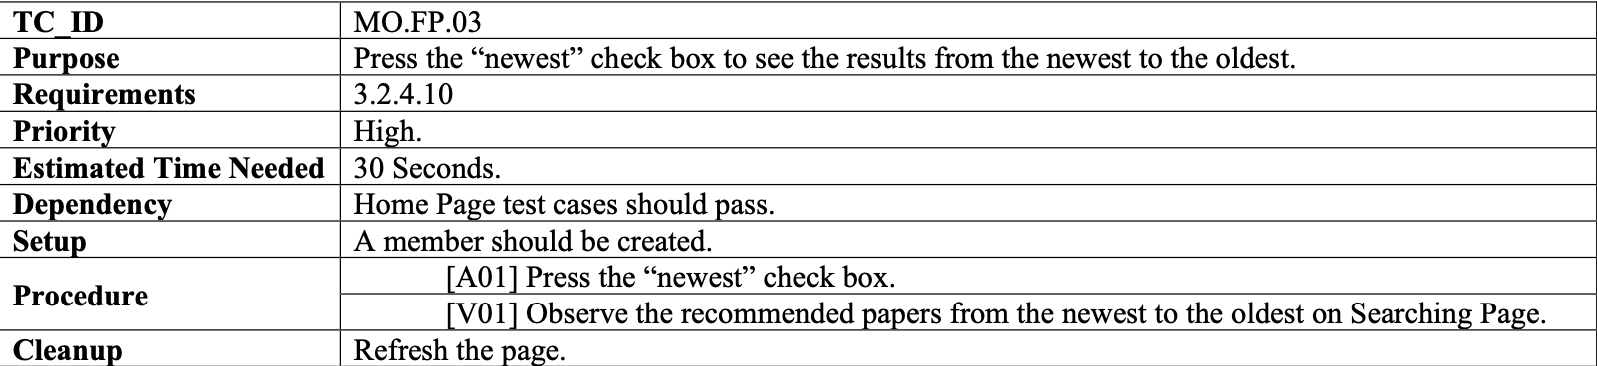 TC_ID MO.FP.03
Purpose Press the “newest” check box to see the results from the newest to the oldest.
Requirements 3.2.4.10
Priority High.
Estimated Time Needed 30 Seconds.
Dependency Home Page test cases should pass.
Setup A member should be created.
Procedure [A01] Press the “newest” check box.
[V01] Observe the recommended papers from the newest to the oldest on Searching Page.
Cleanup Refresh the page.